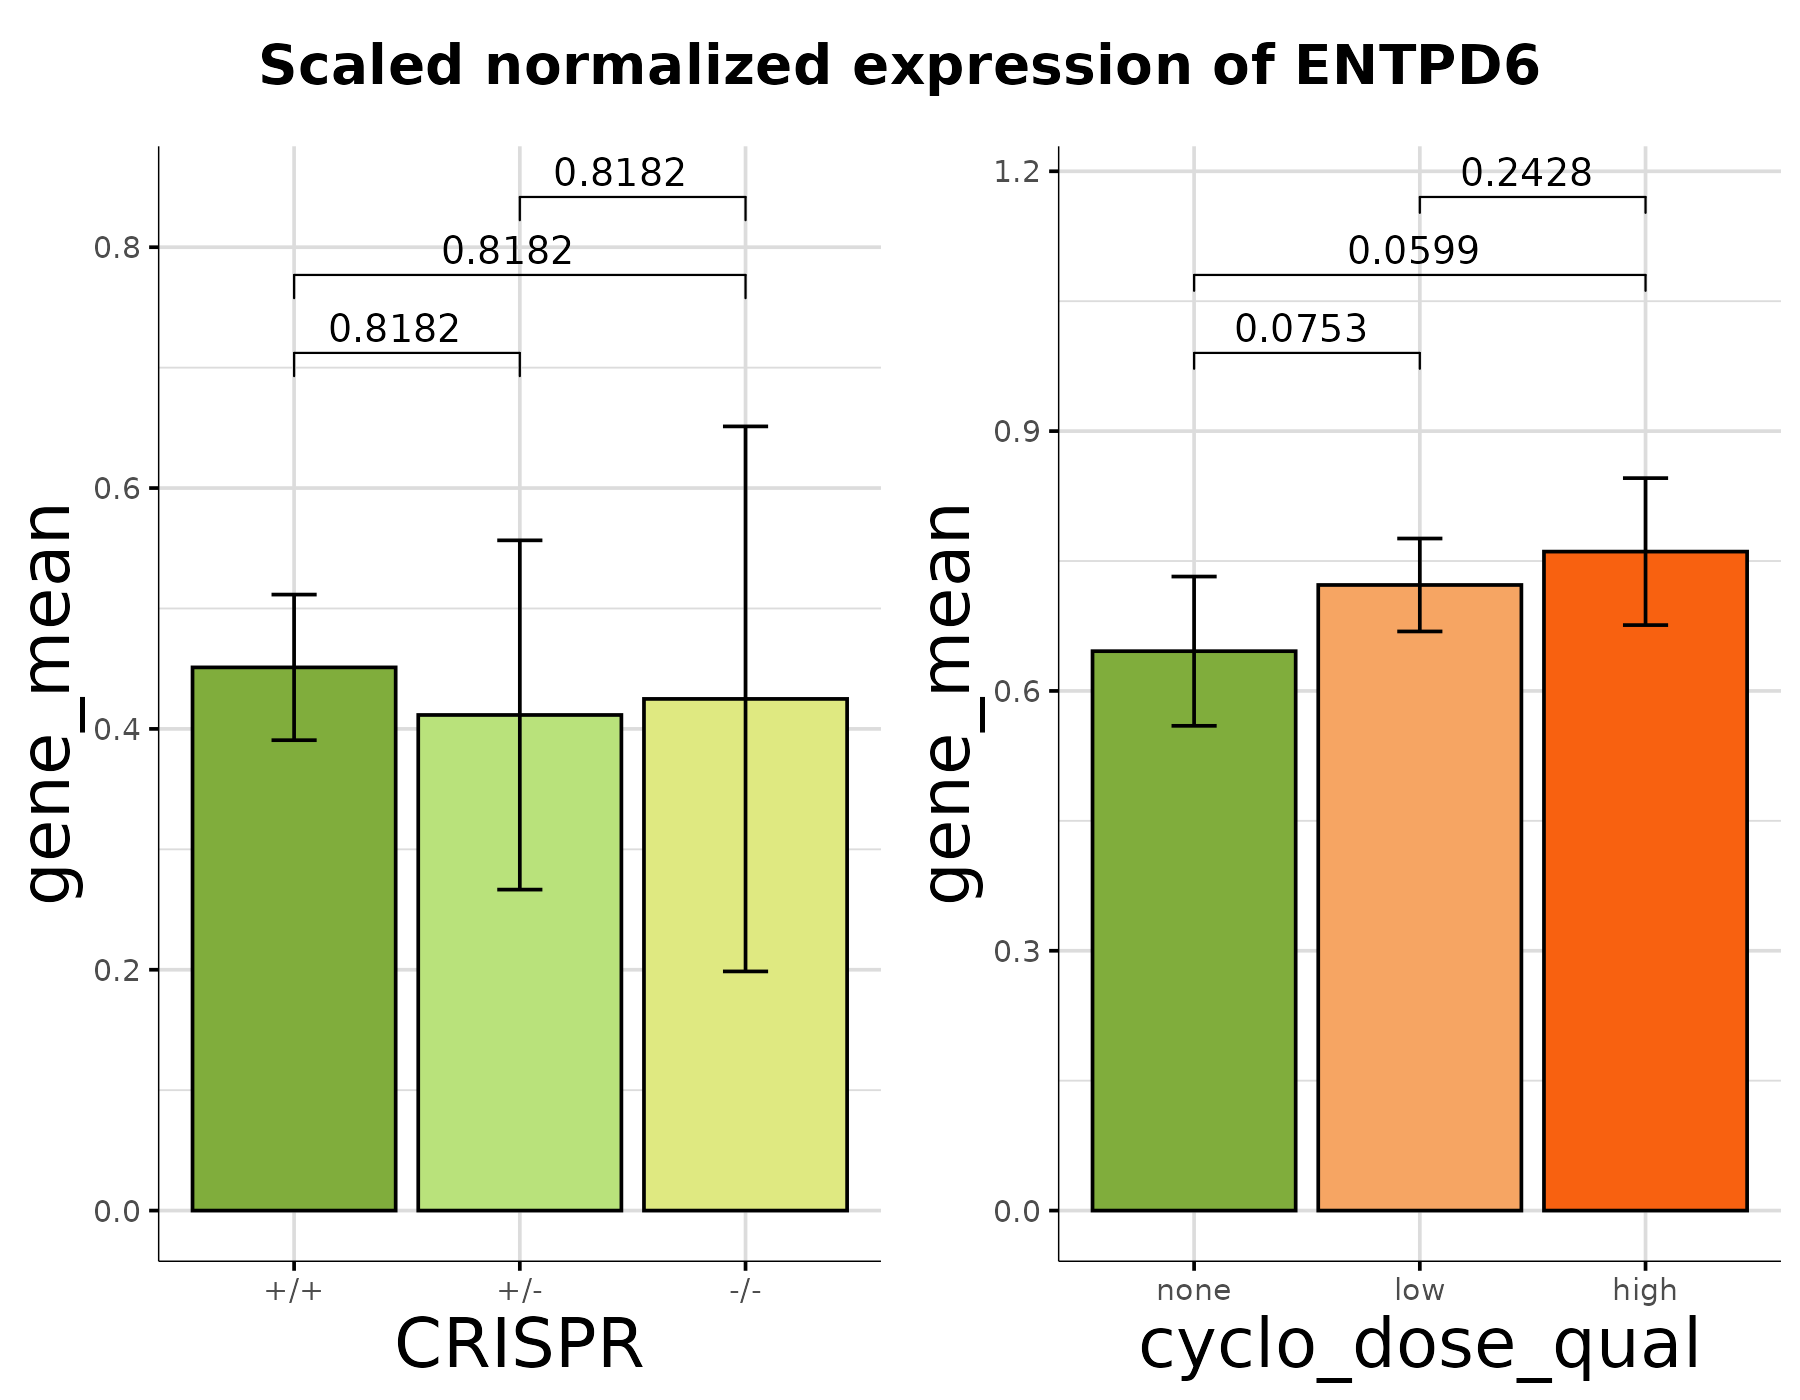 Scaled normalized expression of ENTPD6
gene_mean
0.8
0.6
0.4
0.2
0.0
0.8182
0.8182
0.8182
+/+
+/-
-/-
CRISPR
gene_mean
1.2
0.9
0.6
0.3
0.0
0.2428
0.0599
0.0753
none
low
high
cyclo_dose_qual